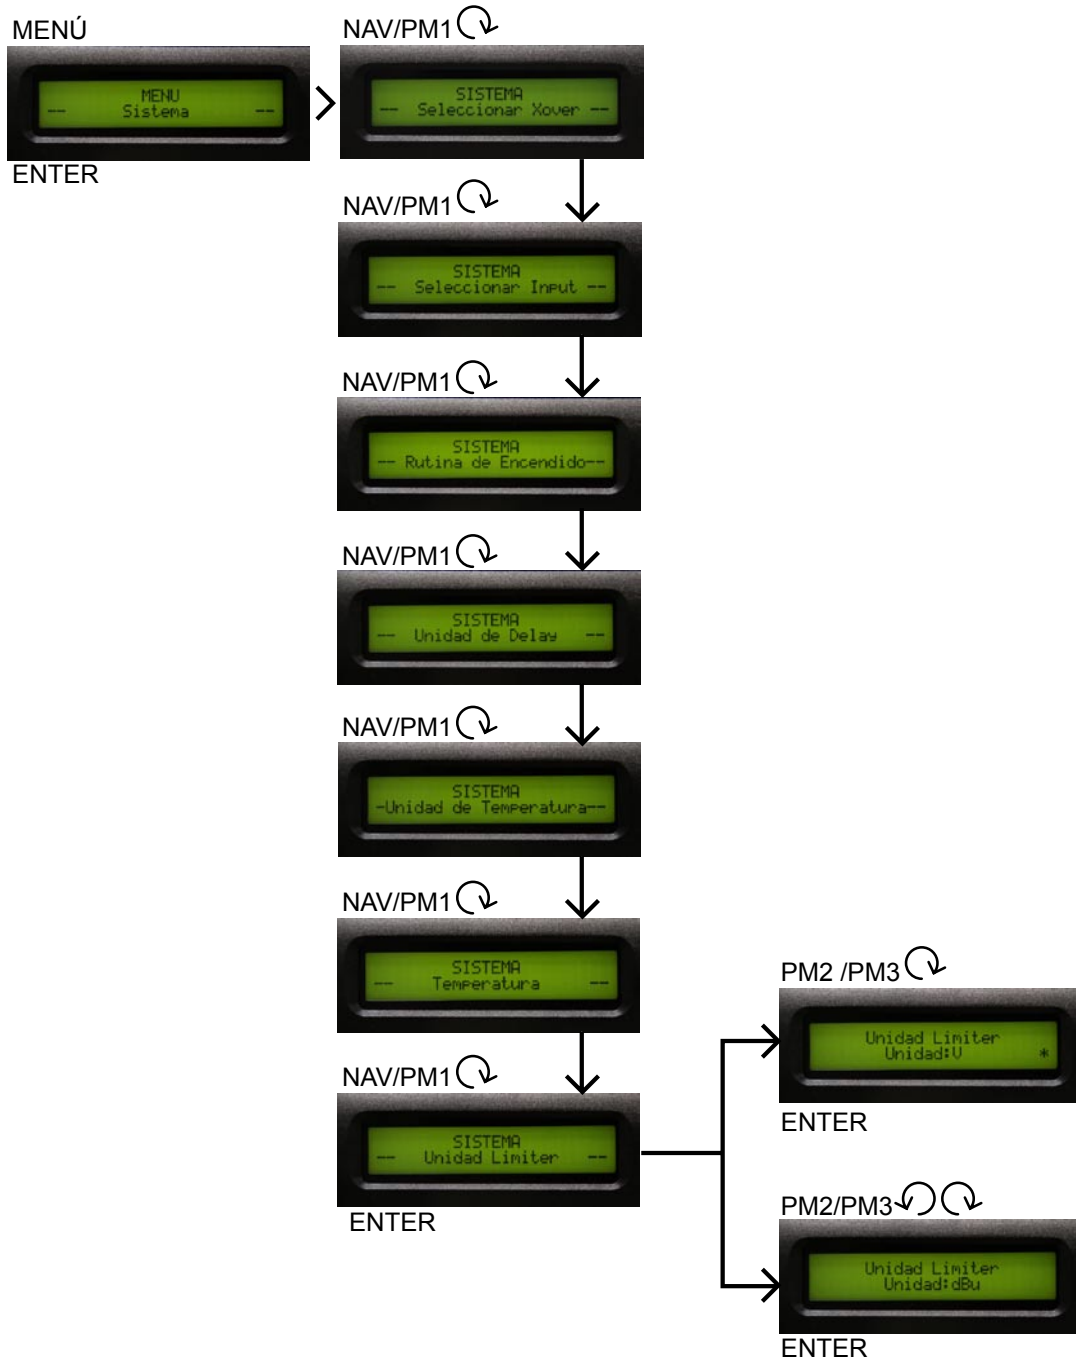 MENÚ
MENU
-- Sistema --
ENTER
NAV/PM1
SISTEMA
-- Seleccionar Xover --
NAV/PM1
SISTEMA
-- Seleccionar Input --
NAV/PM1
SISTEMA
-- Rutina de Encendido--
NAV/PM1
SISTEMA
-- Unidad de Delay --
NAV/PM1
SISTEMA
-Unidad de Temperatura--
NAV/PM1
SISTEMA
-- Temperatura --
NAV/PM1
SISTEMA
-- Unidad Limiter --
ENTER
PM2 /PM3
Unidad Limiter
Unidad:V *
ENTER
PM2/PM3
Unidad Limiter
Unidad:dBu
ENTER